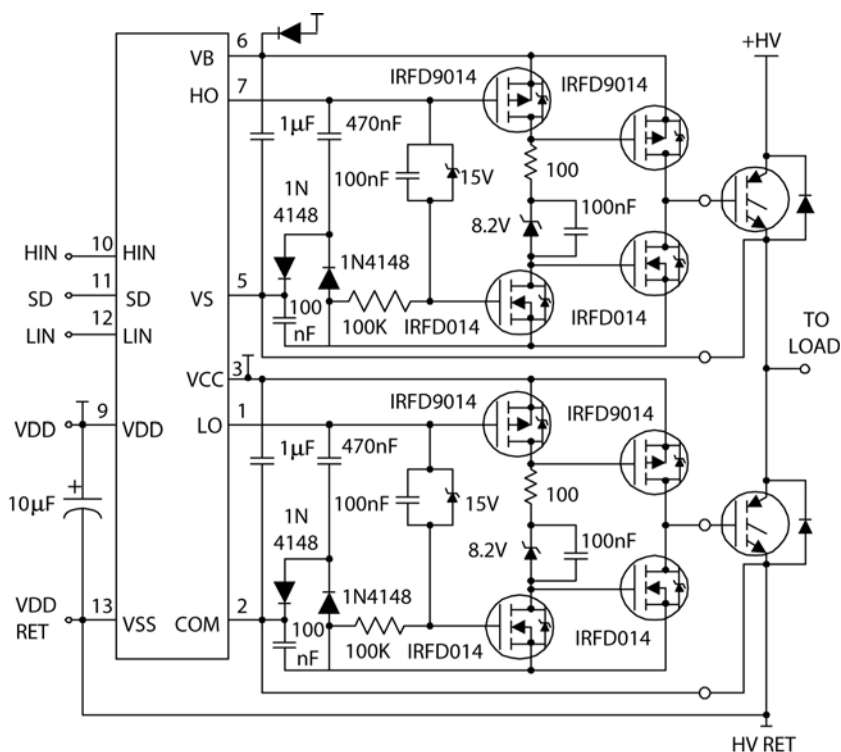 6
VB
+HV
IRFD9014
IRFD9014
7
HO
1µF
470nF
100nF
15V
100
1N
4148
8.2V
100nF
HIN
10
HIN
1N4148
SD
11
SD
VS
5
LIN
12
LIN
100
nF
100K
IRFD014
IRFD014
TO
LOAD
VCC
3
IRFD9014
IRFD9014
VDD
9
VDD
LO
1
1µF
470nF
+
10µF
100nF
15V
100
1N
4148
8.2V
100nF
VDD
RET
13
VSS
COM
2
1N4148
100
nF
100K
IRFD014
IRFD014
HV RET